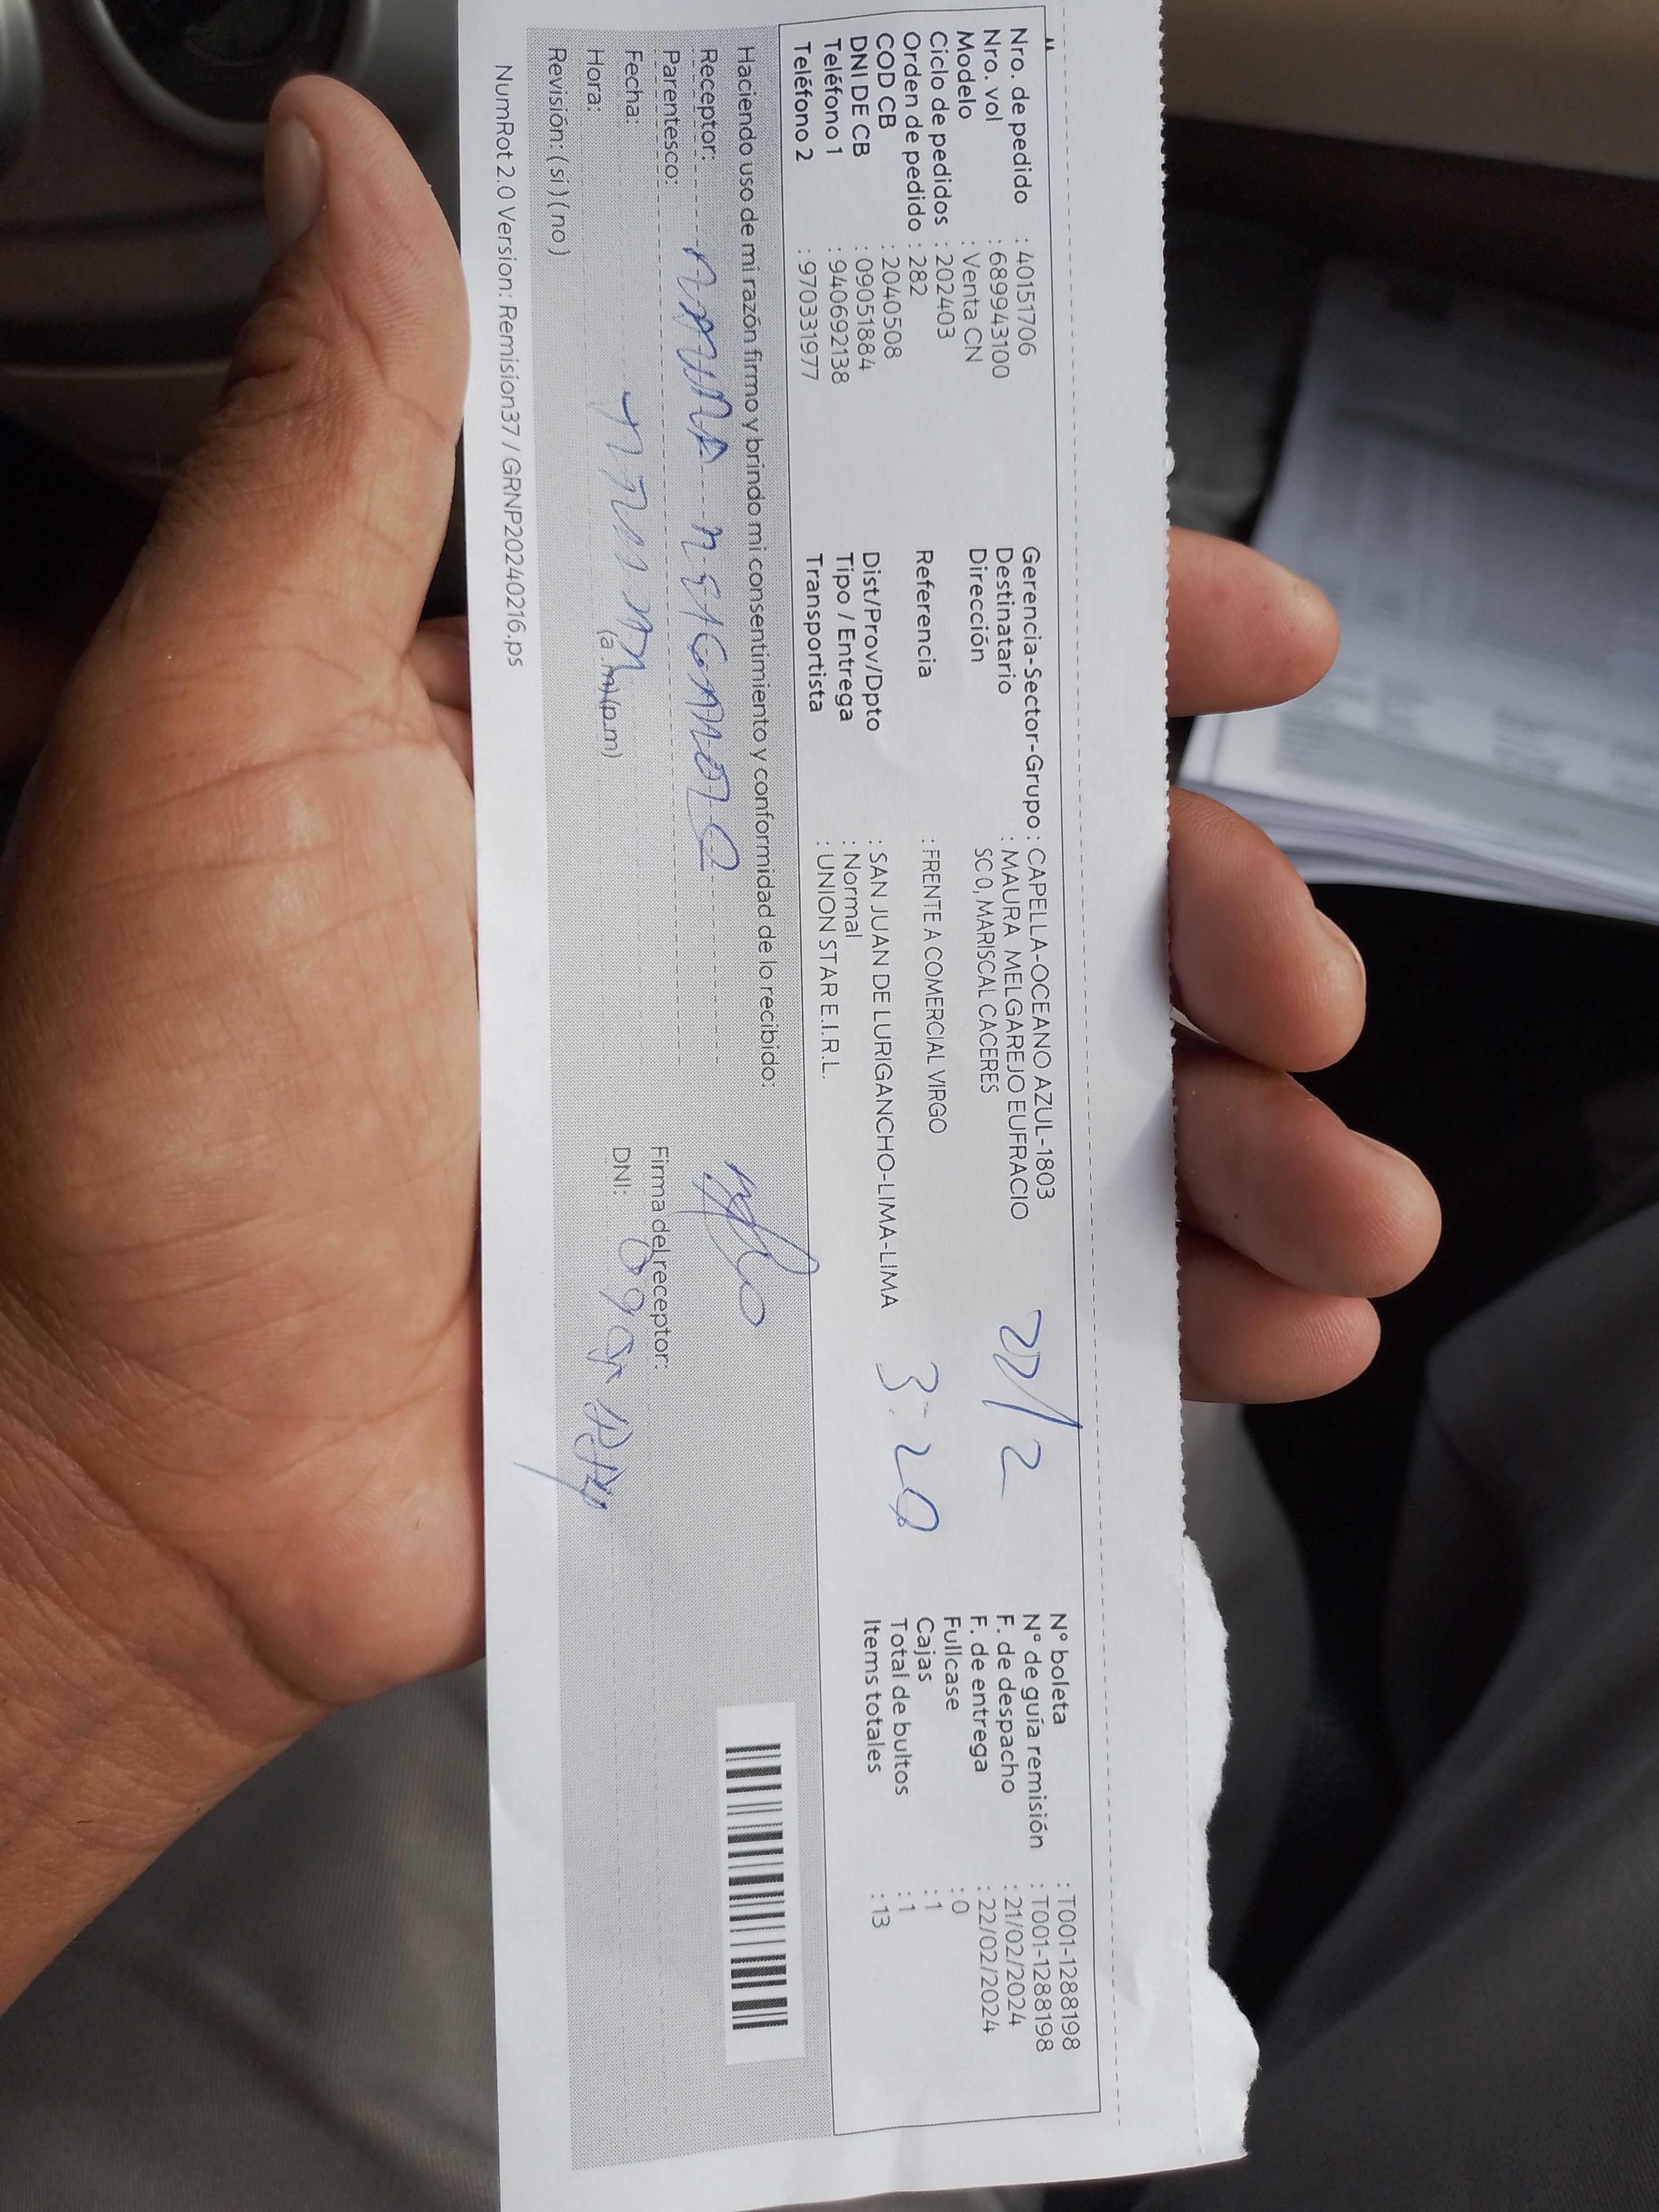 Nro. de pedido : 40151706
Nro. vol : 689943100
Modelo : Venta CN
Ciclo de pedidos : 202403
Orden de pedido : 282
COD CB : 2040508
DNI DE CB : 09051884
Teléfono 1 : 940692138
Teléfono 2 : 970331977
Gerencia-Sector-Grupo : CAPELLA-OCEANO AZUL-1803
Destinatario : MAURA MELGAREJO EUFRACIO
Dirección SC 0, MARISCAL CACERES
Referencia : FRENTE A COMERCIAL VIRGO
Dist/Prov/Dpto : SAN JUAN DE LURIGANCHO-LIMA-LIMA
Tipo / Entrega : Normal
Transportista : UNION STAR E.I.R.L.
22/2
3-20
N° boleta : T001-1288198
N° de guía remisión : T001-1288198
F. de despacho : 21/02/2024
F. de entrega : 22/02/2024
Fullcase : 0
Cajas : 1
Total de bultos : 1
Items totales : 13
Haciendo uso de mi razón firmo y brindo mi consentimiento y conformidad de lo recibido:
Receptor:
Parentesco:
Fecha:
Hora: (a.m)(p.m)
Revisión: ( si ) ( no )
Firma del receptor:
DNI:
NumRot 2.0 Version: Remision37 / GRNP20240216.ps